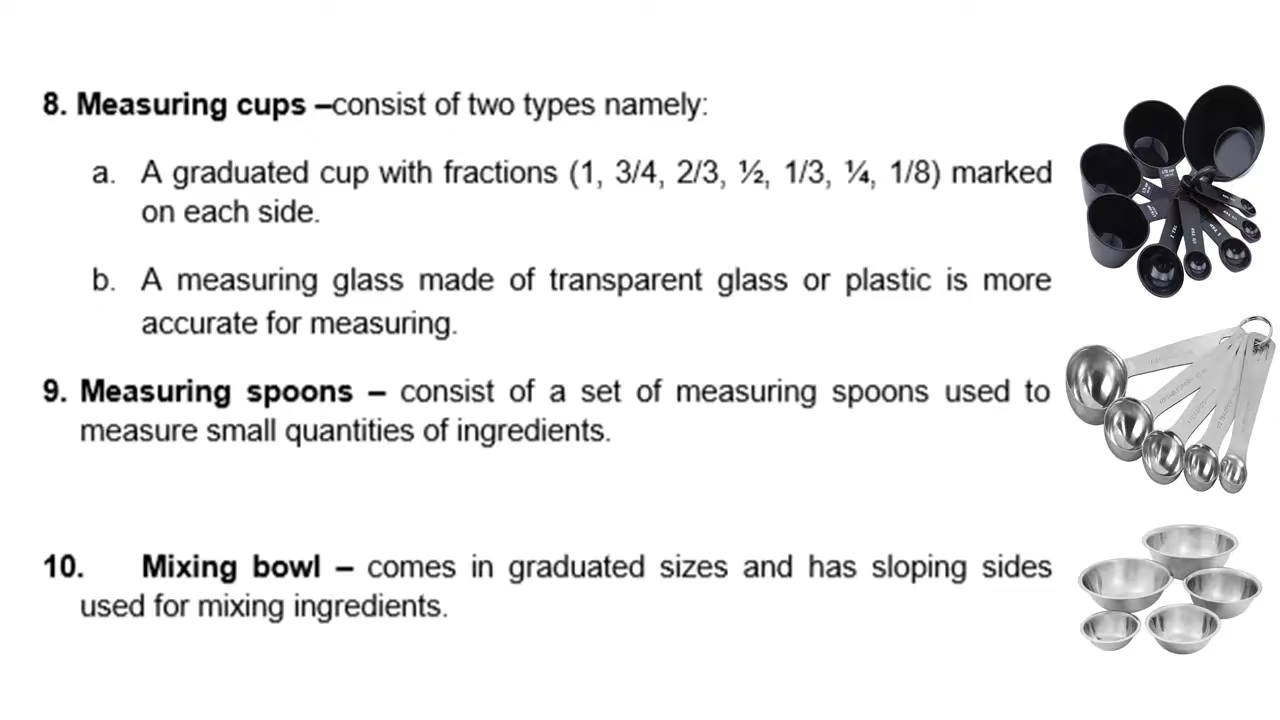 8. Measuring cups –consist of two types namely:
a. A graduated cup with fractions (1, 3/4, 2/3, ½, 1/3, ¼, 1/8) marked
on each side.
b. A measuring glass made of transparent glass or plastic is more
accurate for measuring.
9. Measuring spoons – consist of a set of measuring spoons used to
measure small quantities of ingredients.
10. Mixing bowl – comes in graduated sizes and has sloping sides
used for mixing ingredients.